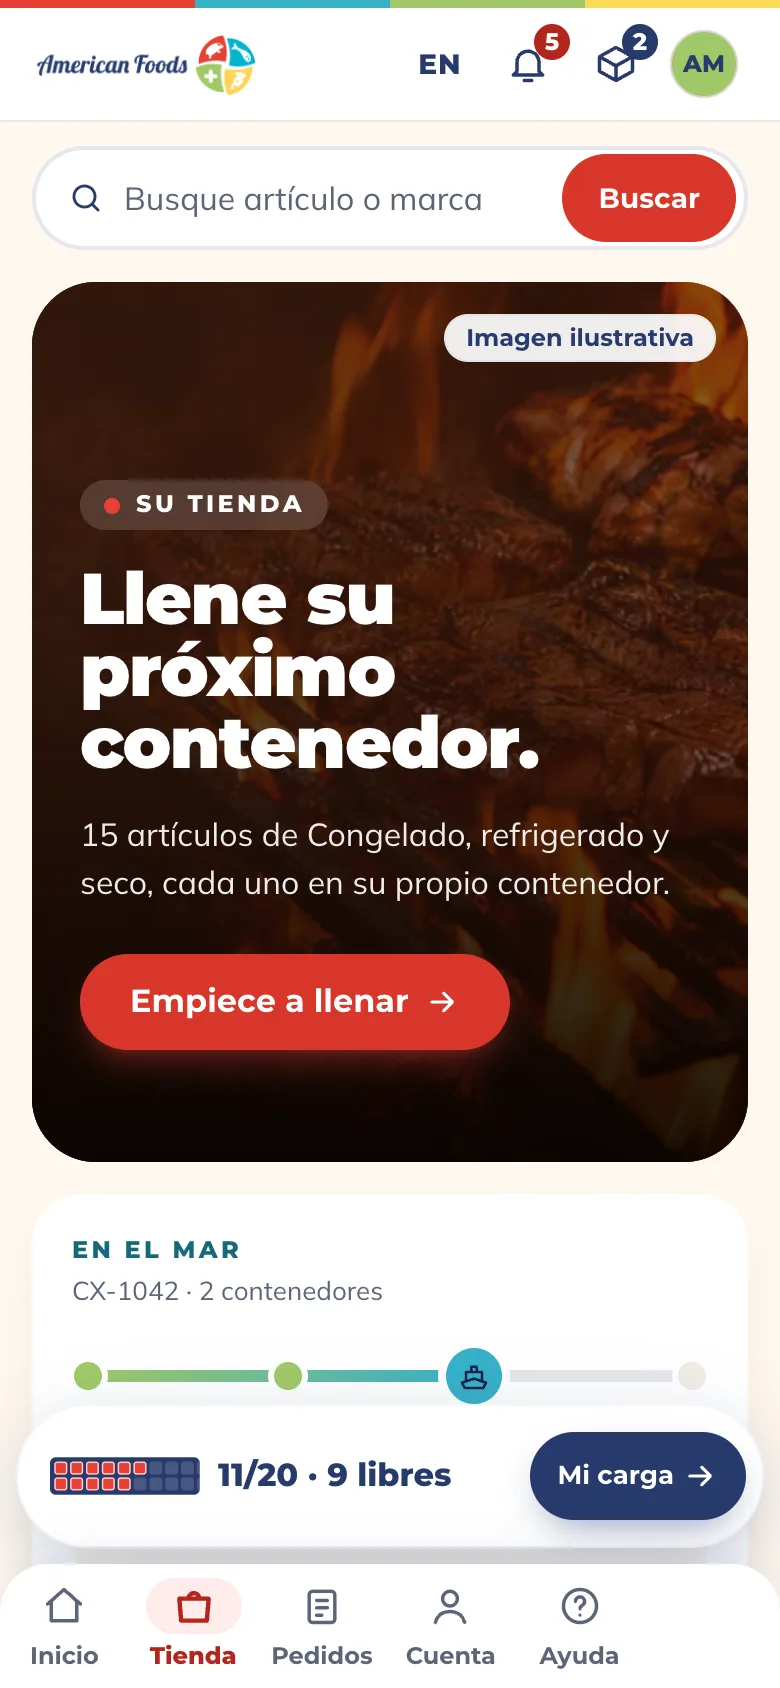 American Foods
EN
5
2
AM
Busque artículo o marca
Buscar
Imagen ilustrativa
SU TIENDA
Llene su
próximo
contenedor.
15 artículos de Congelado, refrigerado y
seco, cada uno en su propio contenedor.
Empiece a llenar →
EN EL MAR
CX-1042 · 2 contenedores
11/20 · 9 libres
Mi carga →
Inicio
Tienda
Pedidos
Cuenta
Ayuda